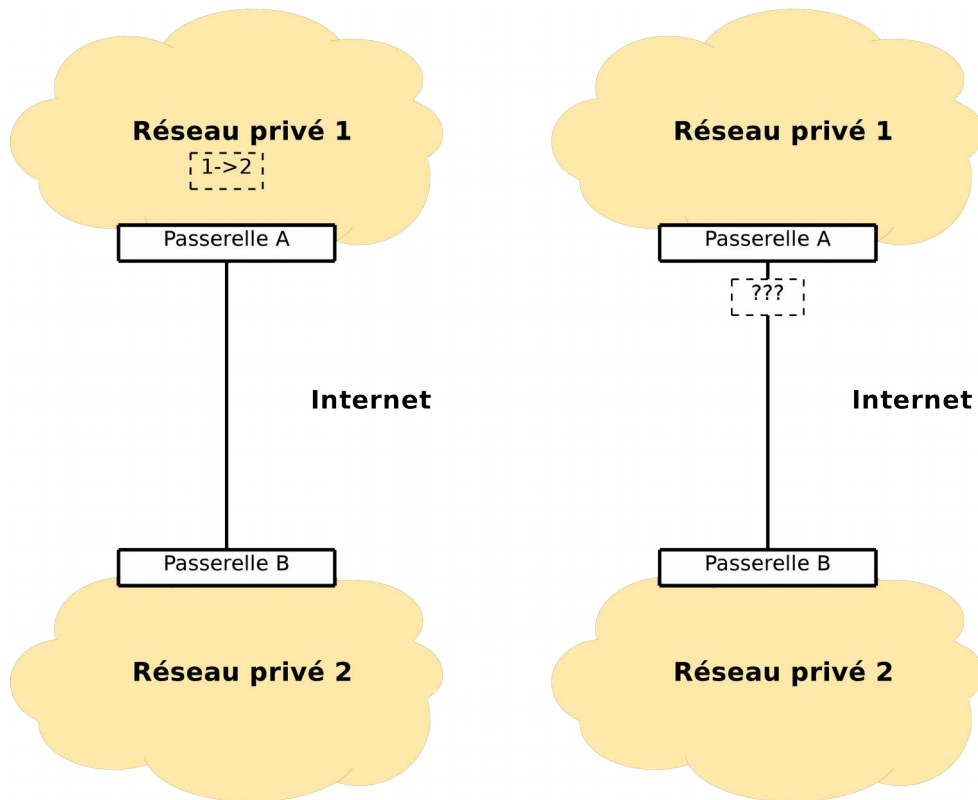 Réseau privé 1
1->2
Passerelle A
Internet
Passerelle B
Réseau privé 2
Réseau privé 1
Passerelle A
???
Internet
Passerelle B
Réseau privé 2